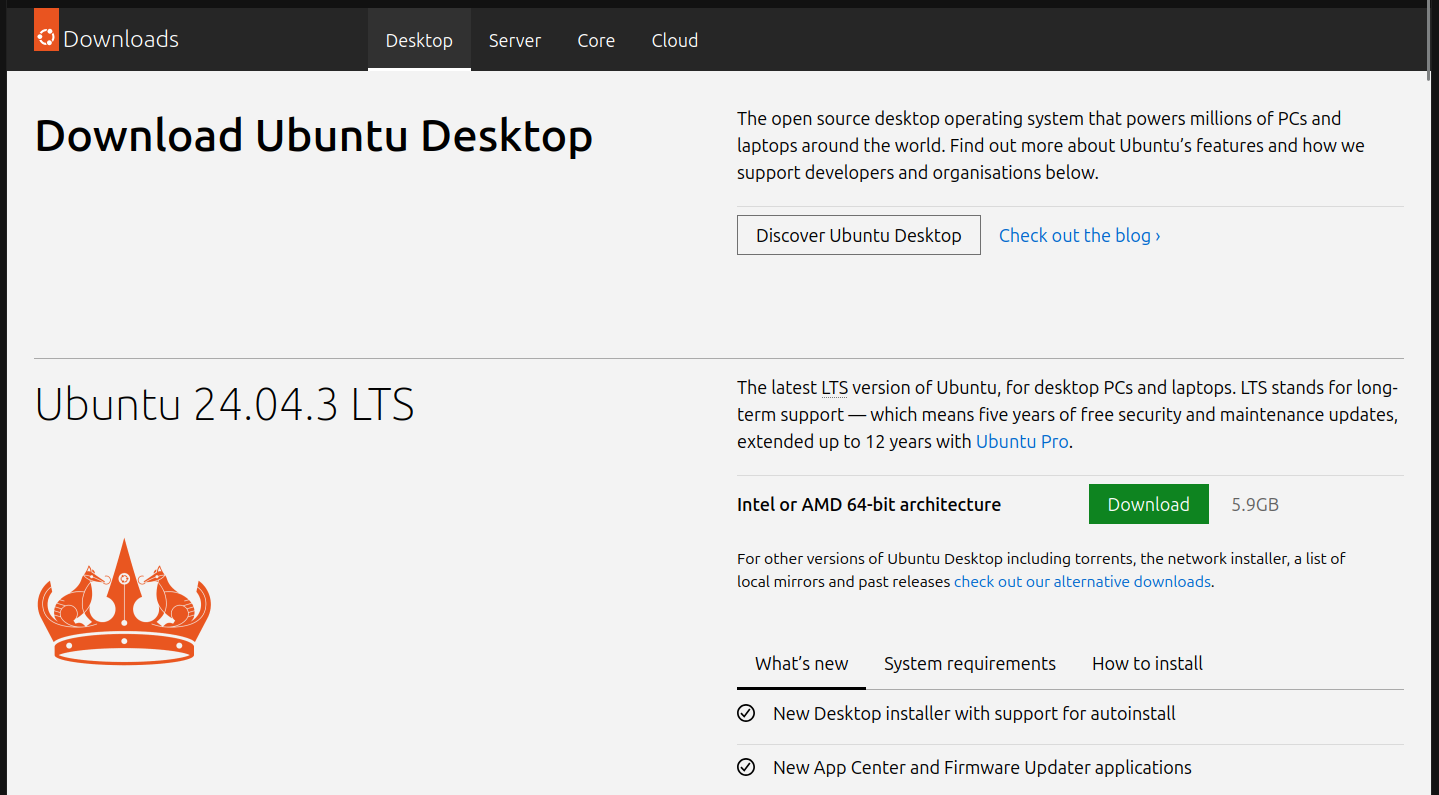 Downloads
Desktop Server Core Cloud
Download Ubuntu Desktop
The open source desktop operating system that powers millions of PCs and
laptops around the world. Find out more about Ubuntu’s features and how we
support developers and organisations below.
Discover Ubuntu Desktop
Check out the blog ›
Ubuntu 24.04.3 LTS
The latest LTS version of Ubuntu, for desktop PCs and laptops. LTS stands for long-
term support — which means five years of free security and maintenance updates,
extended up to 12 years with Ubuntu Pro.
Intel or AMD 64-bit architecture
Download
5.9GB
For other versions of Ubuntu Desktop including torrents, the network installer, a list of
local mirrors and past releases check out our alternative downloads.
What’s new System requirements How to install
New Desktop installer with support for autoinstall
New App Center and Firmware Updater applications